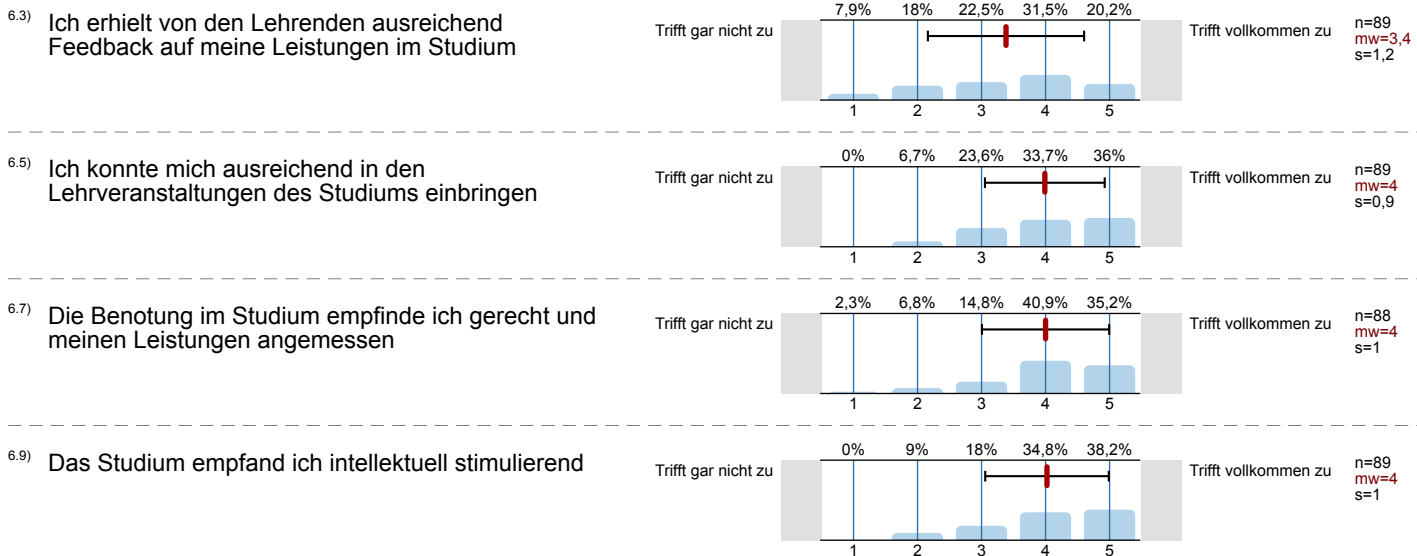 6.3) Ich erhielt von den Lehrenden ausreichend
Feedback auf meine Leistungen im Studium
Trifft gar nicht zu
7,9% 18% 22,5% 31,5% 20,2%
1 2 3 4 5
Trifft vollkommen zu
n=89
mw=3,4
s=1,2
6.5) Ich konnte mich ausreichend in den
Lehrveranstaltungen des Studiums einbringen
Trifft gar nicht zu
0% 6,7% 23,6% 33,7% 36%
1 2 3 4 5
Trifft vollkommen zu
n=89
mw=4
s=0,9
6.7) Die Benotung im Studium empfinde ich gerecht und
meinen Leistungen angemessen
Trifft gar nicht zu
2,3% 6,8% 14,8% 40,9% 35,2%
1 2 3 4 5
Trifft vollkommen zu
n=88
mw=4
s=1
6.9) Das Studium empfand ich intellektuell stimulierend
Trifft gar nicht zu
0% 9% 18% 34,8% 38,2%
1 2 3 4 5
Trifft vollkommen zu
n=89
mw=4
s=1